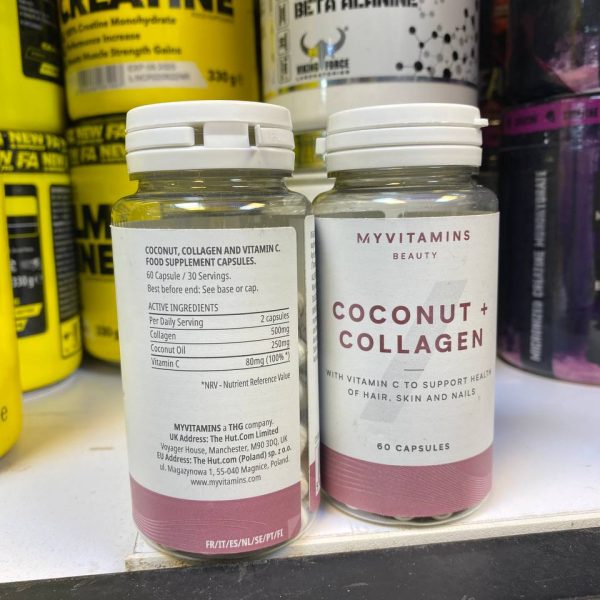 CREATINE
100% Creatine Monohydrate
330 g
BETA ALANINE
VIKING FORCE
LABORATORIES
NEW FA NEW
330 g
COCONUT, COLLAGEN AND VITAMIN C.
FOOD SUPPLEMENT CAPSULES.
60 Capsule / 30 Servings.
Best before end: See base or cap.
ACTIVE INGREDIENTS
Per Daily Serving 2 capsules
Collagen 500mg
Coconut Oil 250mg
Vitamin C 80mg (100%*)
*NRV - Nutrient Reference Value
MYVITAMINS a THG company.
UK Address: The Hut.Com Limited
Voyager House, Manchester, M90 3DQ, UK
EU Address: The Hut.com (Poland) sp. z o.o.
ul. Magazynowa 1, 55-040 Magnice, Poland.
www.myvitamins.com
FR/IT/ES/NL/SE/PT/FI
MYVITAMINS
BEAUTY
COCONUT +
COLLAGEN
WITH VITAMIN C TO SUPPORT HEALTH
OF HAIR, SKIN AND NAILS
60 CAPSULES